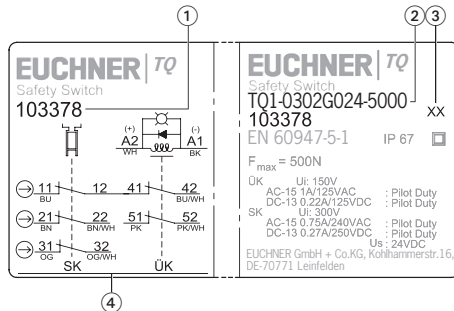 1
2
3
EUCHNER TQ
Safety Switch
103378
(+)
A2
WH
(-)
A1
BK
11 12 41 42
BU BU/WH
21 22 51 52
BN BN/WH PK PK/WH
31 32
OG OG/WH
SK ÜK
4
EUCHNER TQ
Safety Switch
TQ1-0302G024-5000
XX
103378
EN 60947-5-1 IP 67
Fmax = 500N
ÜK Ui: 150V
AC-15 1A/125VAC : Pilot Duty
DC-13 0.22A/125VDC : Pilot Duty
SK Ui: 300V
AC-15 0.75A/240VAC : Pilot Duty
DC-13 0.27A/250VDC : Pilot Duty
Us : 24VDC
EUCHNER GmbH + Co.KG, Kohlhammerstr.16,
DE-70771 Leinfelden